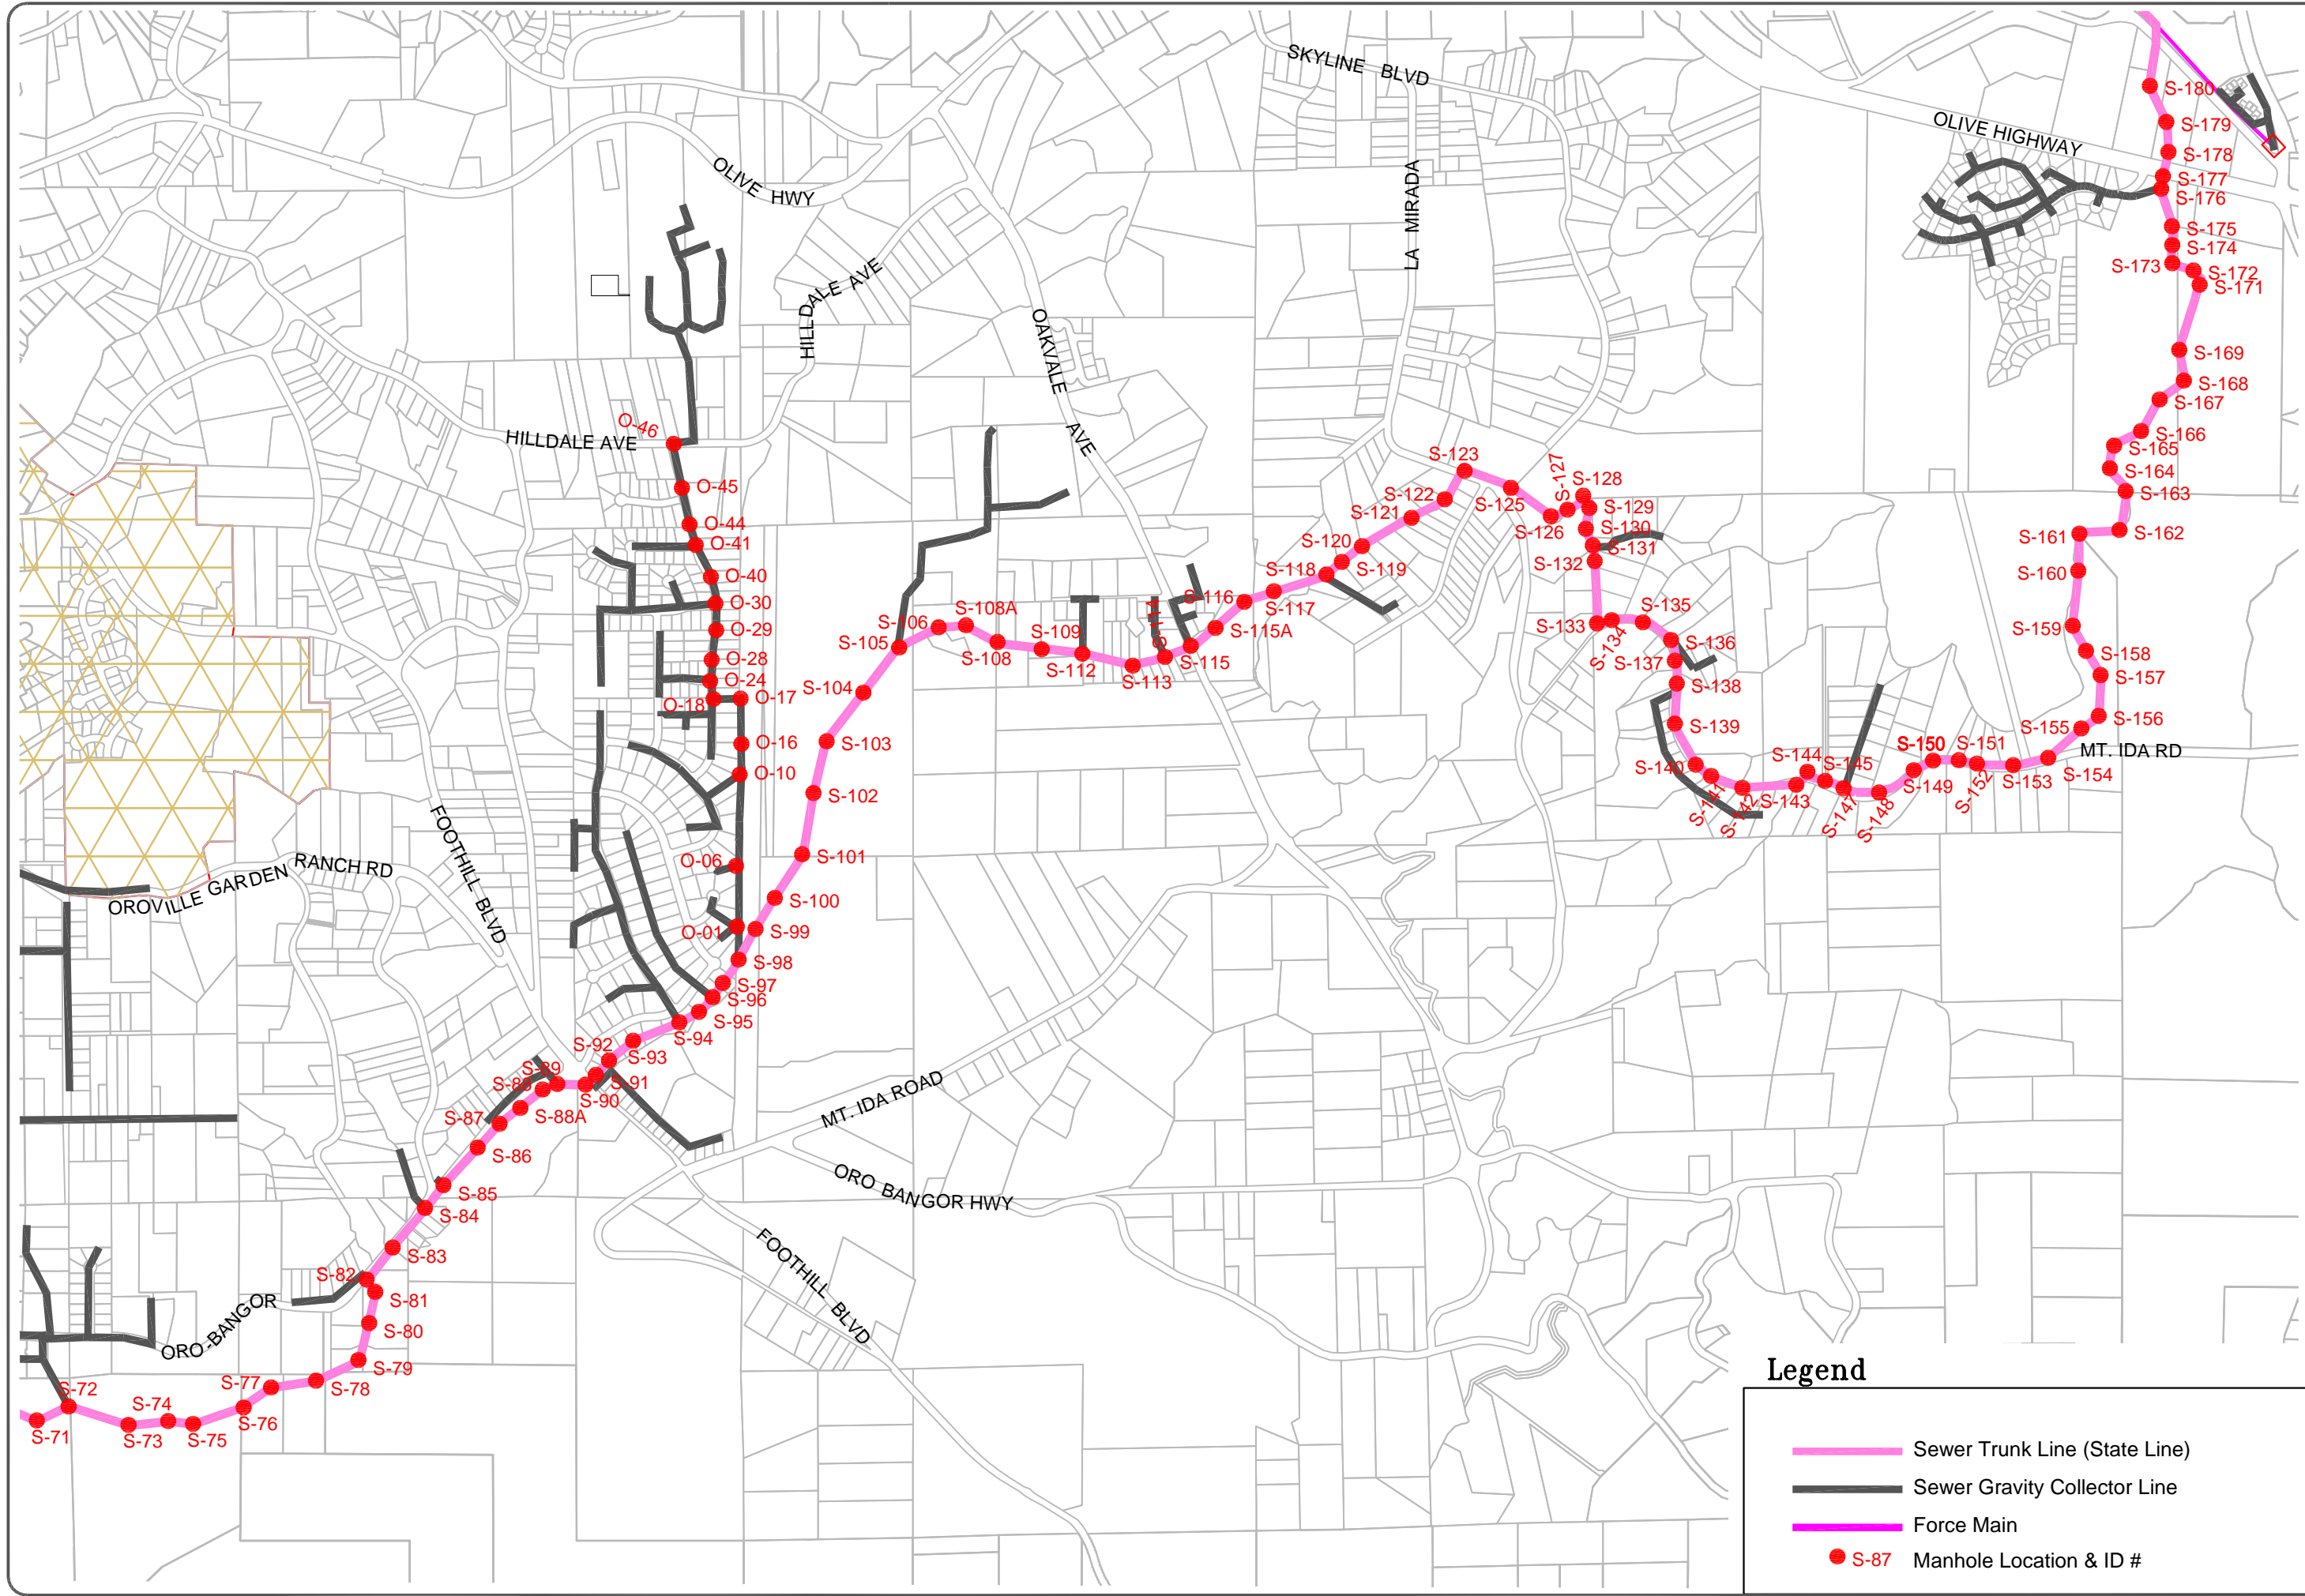 SKYLINE BLVD
S-180
OLIVE HIGHWAY
S-179
S-178
S-177
S-176
OLIVE HWY
LA MIRADA
S-175
S-174
S-173
S-172
S-171
HILLDALE AVE
OAKVALE AVE
S-169
S-168
S-167
O-46
HILLDALE AVE
S-166
S-165
S-164
S-163
S-123
S-127
S-128
O-45
S-122
S-125
S-129
S-121
S-126
S-130
O-44
O-41
S-120
S-131
S-161
S-162
S-132
S-118
S-119
O-40
S-160
O-30
S-116
S-117
S-108A
S-106
S-114
O-29
S-115A
S-133
S-134
S-135
S-159
S-105
S-109
S-108
S-112
S-113
S-115
S-136
S-137
O-28
S-158
O-24
S-138
S-157
S-104
O-18
O-17
S-139
S-156
S-155
O-16
S-103
S-150
S-151
MT. IDA RD
O-10
S-140
S-144
S-145
S-149
S-152
S-153
S-154
S-102
S-141
S-142
S-143
S-147
S-148
FOOTHILL BLVD
S-101
O-06
OROVILLE GARDEN RANCH RD
S-100
O-01
S-99
S-98
S-97
S-96
S-95
S-94
S-92
S-93
S-89
S-88
S-91
S-90
S-87
S-88A
MT. IDA ROAD
S-86
S-85
ORO BANGOR HWY
S-84
S-83
FOOTHILL BLVD
S-82
S-81
ORO-BANGOR
S-80
S-79
S-77
S-78
S-72
S-74
S-76
S-71
S-73
S-75
Legend
Sewer Trunk Line (State Line)
Sewer Gravity Collector Line
Force Main
S-87 Manhole Location & ID #